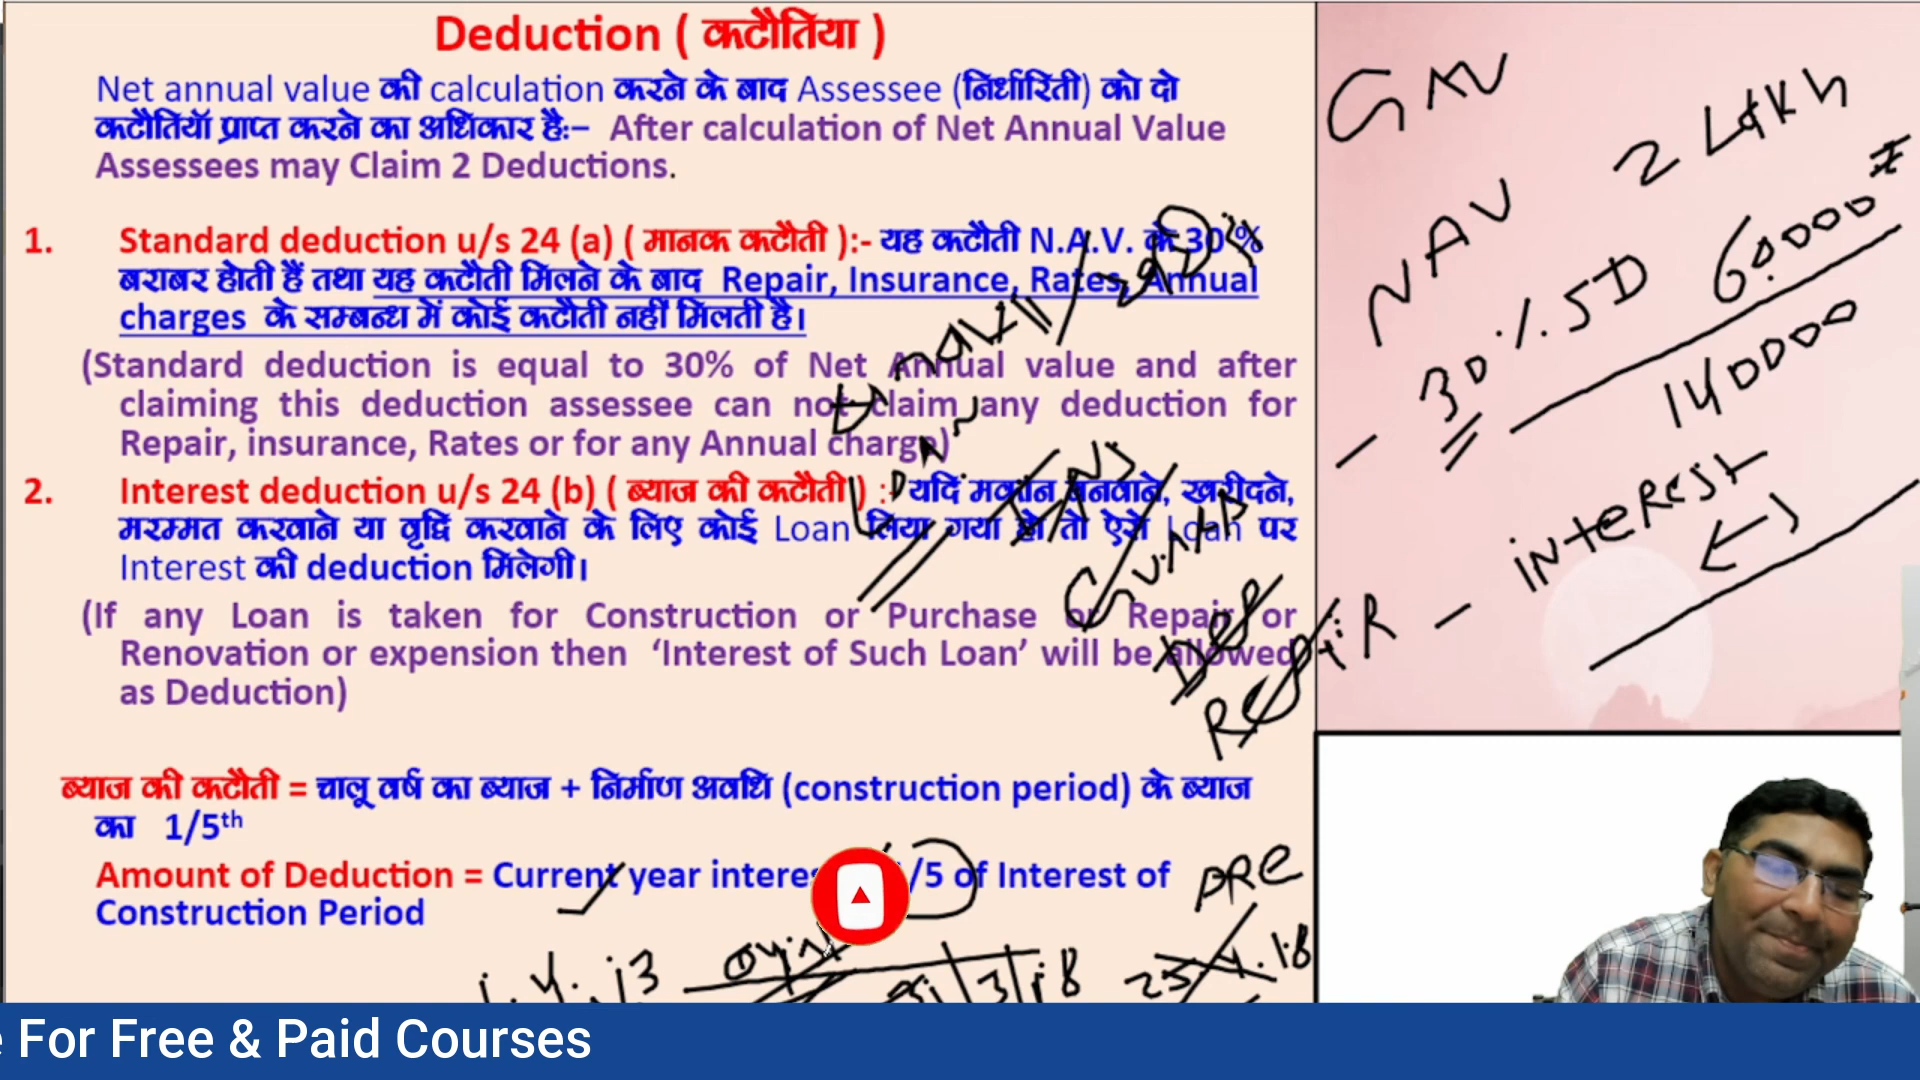 Deduction ( कटौतिया )
Net annual value की calculation करने के बाद Assessee (निर्धारिती) को दो
कटौतियॉ प्राप्त करने का अधिकार है:– After calculation of Net Annual Value
Assessees may Claim 2 Deductions.
1. Standard deduction u/s 24 (a) ( मानक कटौती ):- यह कटौती N.A.V. के 30 %
बराबर होती हैं तथा यह कटौती मिलने के बाद Repair, Insurance, Rates, Annual
charges के सम्बन्ध में कोई कटौती नहीं मिलती है।
(Standard deduction is equal to 30% of Net Annual value and after
claiming this deduction assessee can not claim any deduction for
Repair, insurance, Rates or for any Annual charge)
2. Interest deduction u/s 24 (b) ( ब्याज की कटौती ) :- यदि मकान बनवाने, खरीदने,
मरम्मत करवाने या वृद्वि करवाने के लिए कोई Loan लिया गया हो तो ऐसे Loan पर
Interest की deduction मिलेगी।
(If any Loan is taken for Construction or Purchase or Repair or
Renovation or expension then ‘Interest of Such Loan’ will be allowed
as Deduction)
ब्याज की कटौती = चालू वर्ष का ब्याज + निर्माण अवधि (construction period) के ब्याज
का 1/5th
Amount of Deduction = Current year /5 of Interest of
Construction Period
GAV
NAV 2 Lakh
- 30%. SD 60000
140000
- interest
Repair
PRE
25.4.18
For Free & Paid Courses